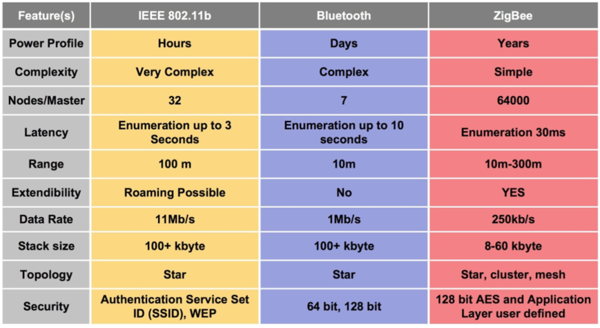 Feature(s) IEEE 802.11b Bluetooth ZigBee
Power Profile Hours Days Years
Complexity Very Complex Complex Simple
Nodes/Master 32 7 64000
Latency Enumeration up to 3 Seconds Enumeration up to 10 seconds Enumeration 30ms
Range 100 m 10m 10m-300m
Extendibility Roaming Possible No YES
Data Rate 11Mb/s 1Mb/s 250kb/s
Stack size 100+ kbyte 100+ kbyte 8-60 kbyte
Topology Star Star Star, cluster, mesh
Security Authentication Service Set ID (SSID), WEP 64 bit, 128 bit 128 bit AES and Application Layer user defined